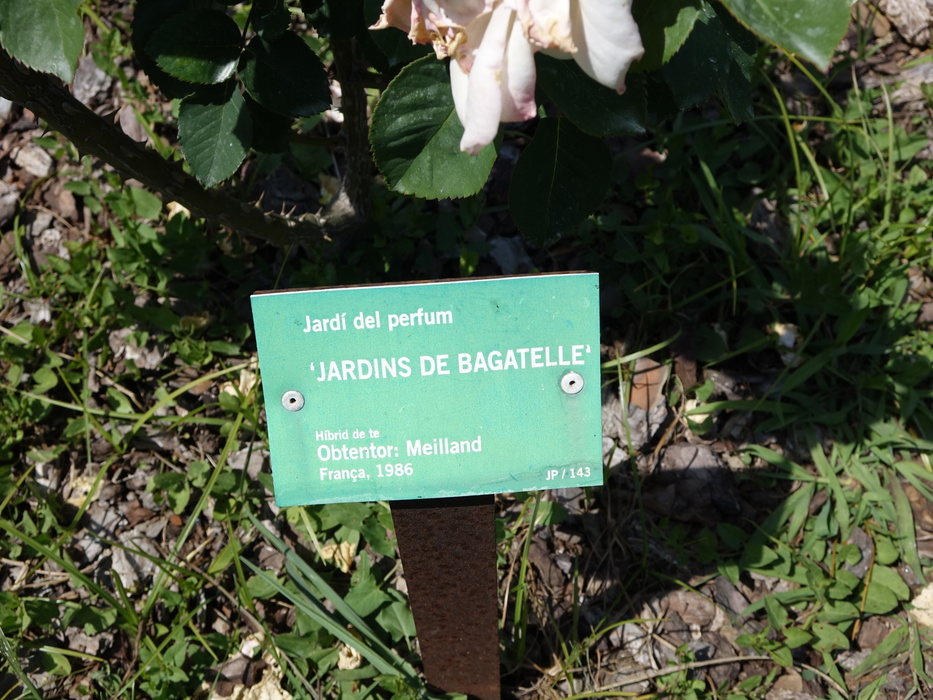 Jardí del perfum
‘JARDINS DE BAGATELLE’
Híbrid de te
Obtentor: Meilland
França, 1986
JP / 143